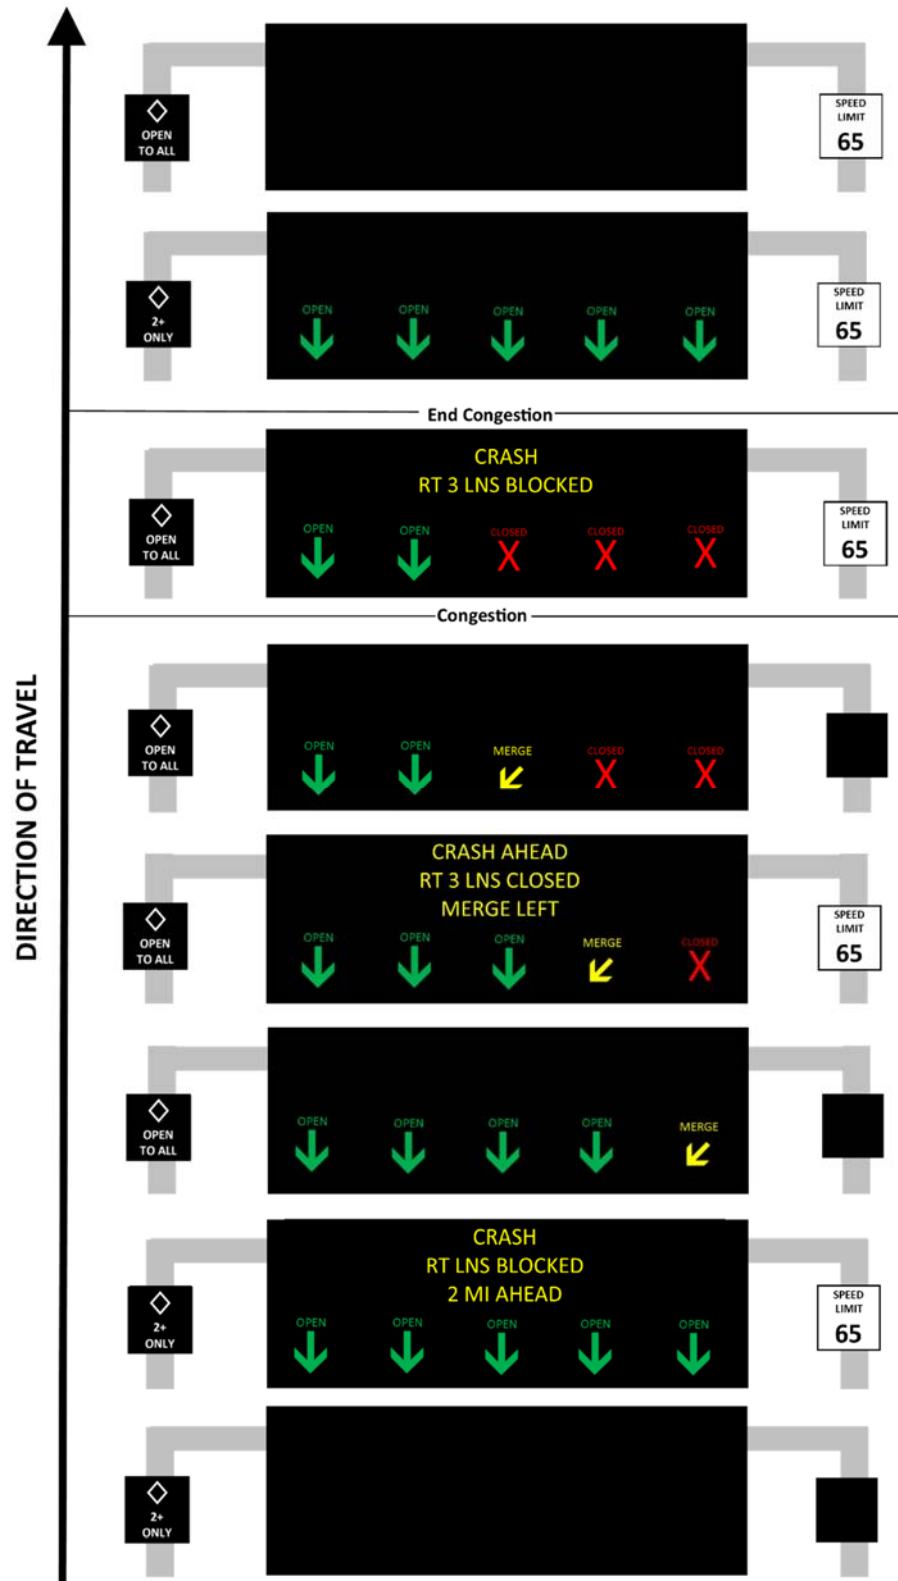 DIRECTION OF TRAVEL
◇
OPEN
TO ALL
SPEED
LIMIT
65
◇
2+
ONLY
OPEN OPEN OPEN OPEN OPEN
SPEED
LIMIT
65
End Congestion
◇
OPEN
TO ALL
CRASH
RT 3 LNS BLOCKED
OPEN OPEN CLOSED CLOSED CLOSED
X X X
SPEED
LIMIT
65
Congestion
◇
OPEN
TO ALL
OPEN OPEN MERGE CLOSED CLOSED
X X
◇
OPEN
TO ALL
CRASH AHEAD
RT 3 LNS CLOSED
MERGE LEFT
OPEN OPEN OPEN MERGE CLOSED
X
SPEED
LIMIT
65
◇
OPEN
TO ALL
OPEN OPEN OPEN OPEN MERGE
◇
2+
ONLY
CRASH
RT LNS BLOCKED
2 MI AHEAD
OPEN OPEN OPEN OPEN OPEN
SPEED
LIMIT
65
◇
2+
ONLY